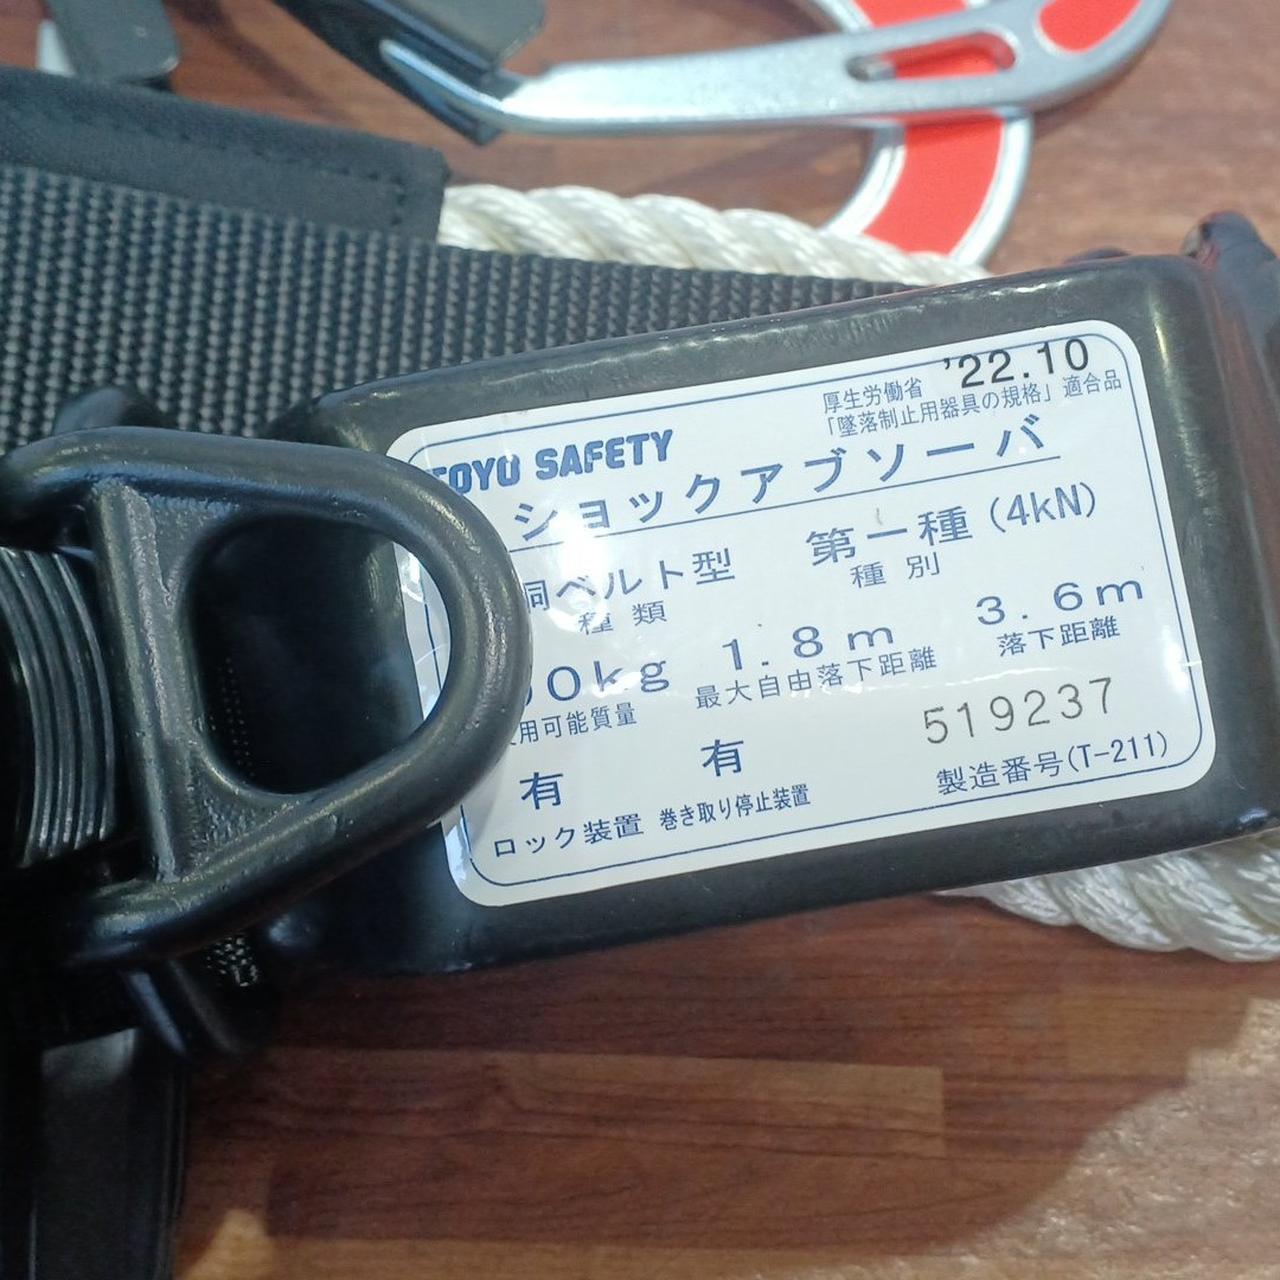 '22.10
厚生労働省
「墜落制止用器具の規格」適合品
TOYO SAFETY
ショックアブソーバ
胴ベルト型 第一種(4kN)
種類 種別
0kg 1.8m 3.6m
用可能質量 最大自由落下距離 落下距離
有 有 519237
ロック装置 巻き取り停止装置 製造番号(T-211)